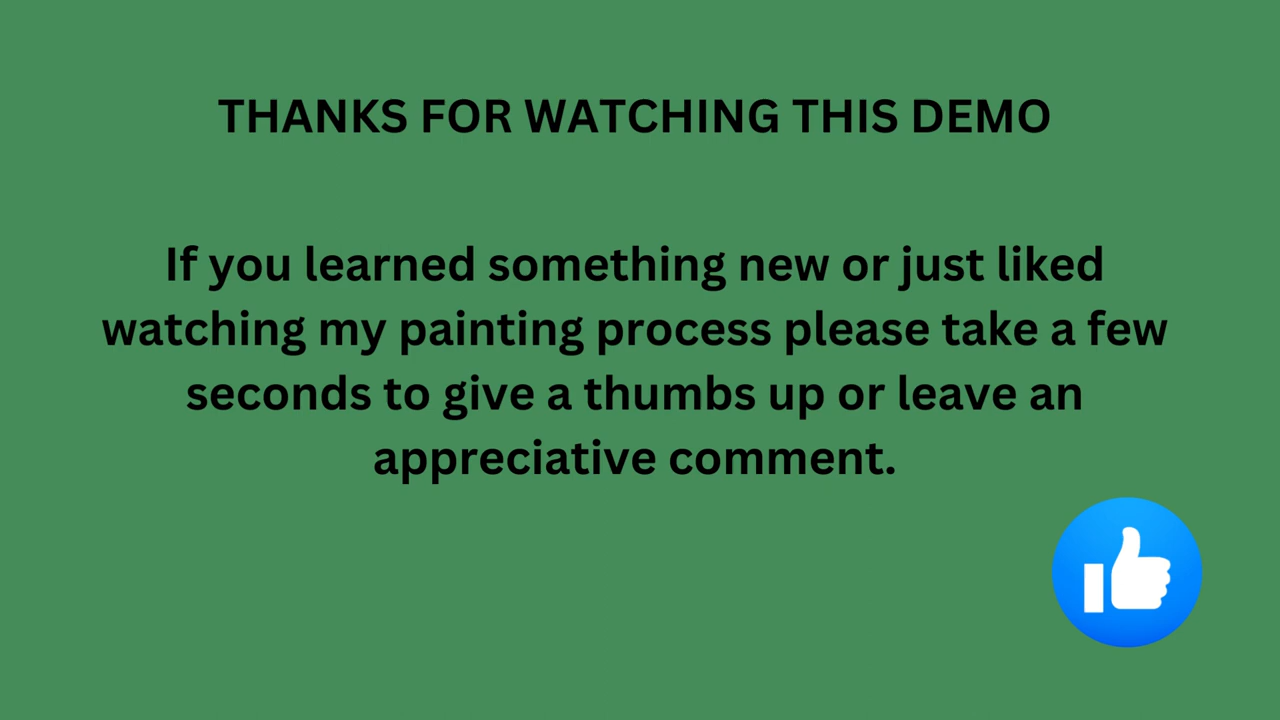 THANKS FOR WATCHING THIS DEMO
If you learned something new or just liked
watching my painting process please take a few
seconds to give a thumbs up or leave an
appreciative comment.